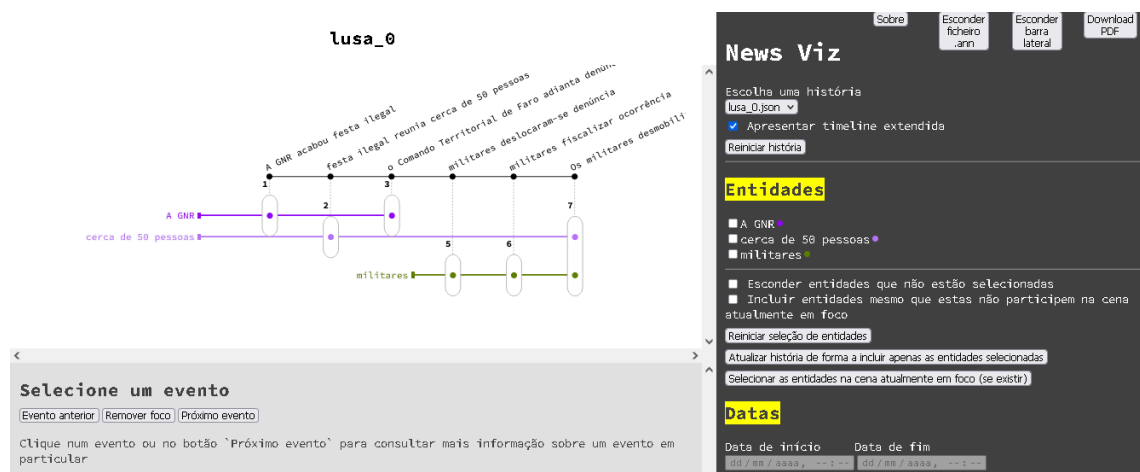 lusa_0
A GNR acabou festa ilegal
festa ilegal reunia cerca de 50 pessoas
o Comando Territorial de Faro adianta
militares deslocaram-se denúncia
militares fiscalizar ocorrência
Os militares
1
3
2
7
A GNR
cerca de 50 pessoas
5
6
militares
Selecione um evento
Evento anterior Remover foco Próximo evento
Clique num evento ou no botão `Próximo evento` para consultar mais informação sobre um evento em
particular
Sobre Esconder ficheiro .ann Esconder barra lateral Download PDF
News Viz
Escolha uma história
lusa_0.json
Apresentar timeline extendida
Reiniciar história
Entidades
A GNR
cerca de 50 pessoas
militares
Esconder entidades que não estão selecionadas
Incluir entidades mesmo que estas não participem na cena
atualmente em foco
Reiniciar seleção de entidades
Atualizar história de forma a incluir apenas as entidades selecionadas
Selecionar as entidades na cena atualmente em foco (se existir)
Datas
Data de início Data de fim
dd/mm/aaaa, --:-- dd/mm/aaaa, --:--